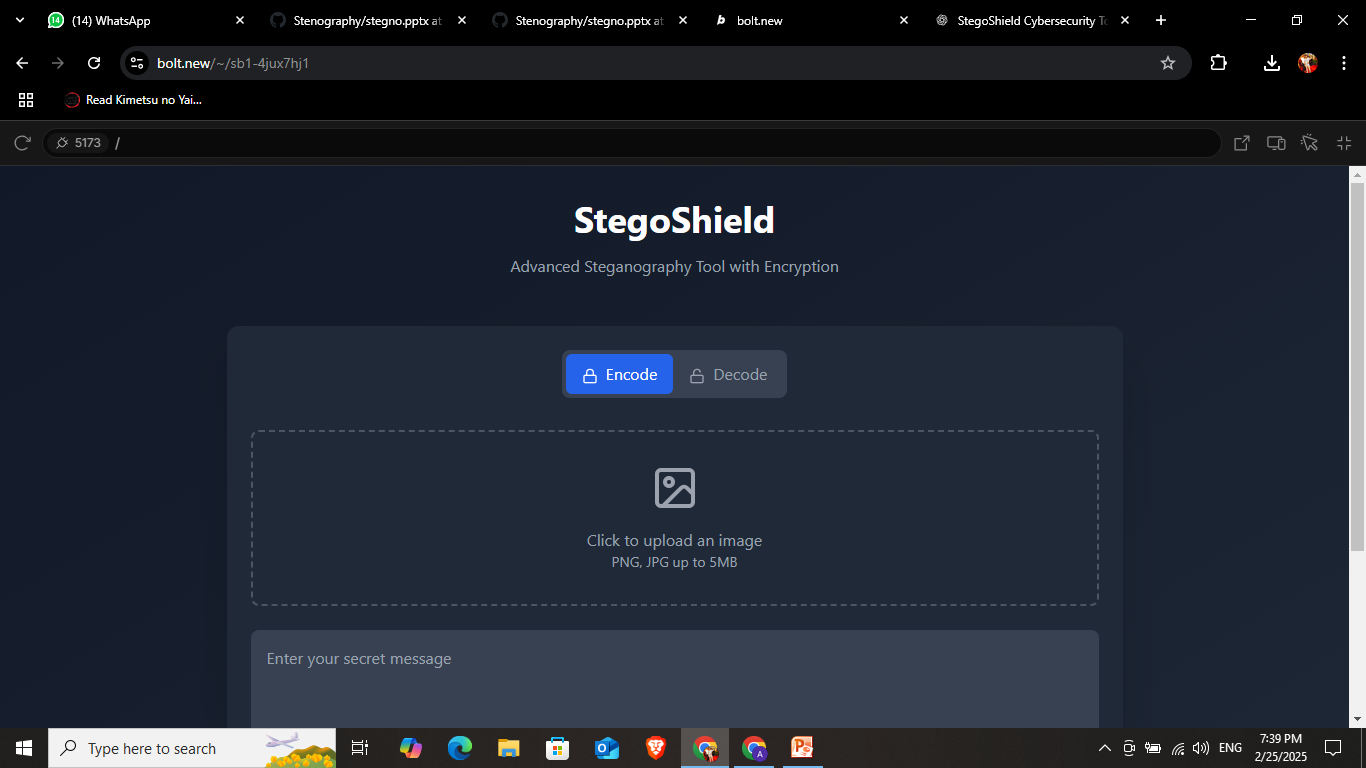 (14) WhatsApp
Stenography/stegno.pptx at
Stenography/stegno.pptx at
bolt.new
StegoShield Cybersecurity To
bolt.new/~/sb1-4jux7hj1
Read Kimetsu no Yai...
5173 /
StegoShield
Advanced Steganography Tool with Encryption
Encode
Decode
Click to upload an image
PNG, JPG up to 5MB
Enter your secret message
Type here to search
ENG
7:39 PM
2/25/2025